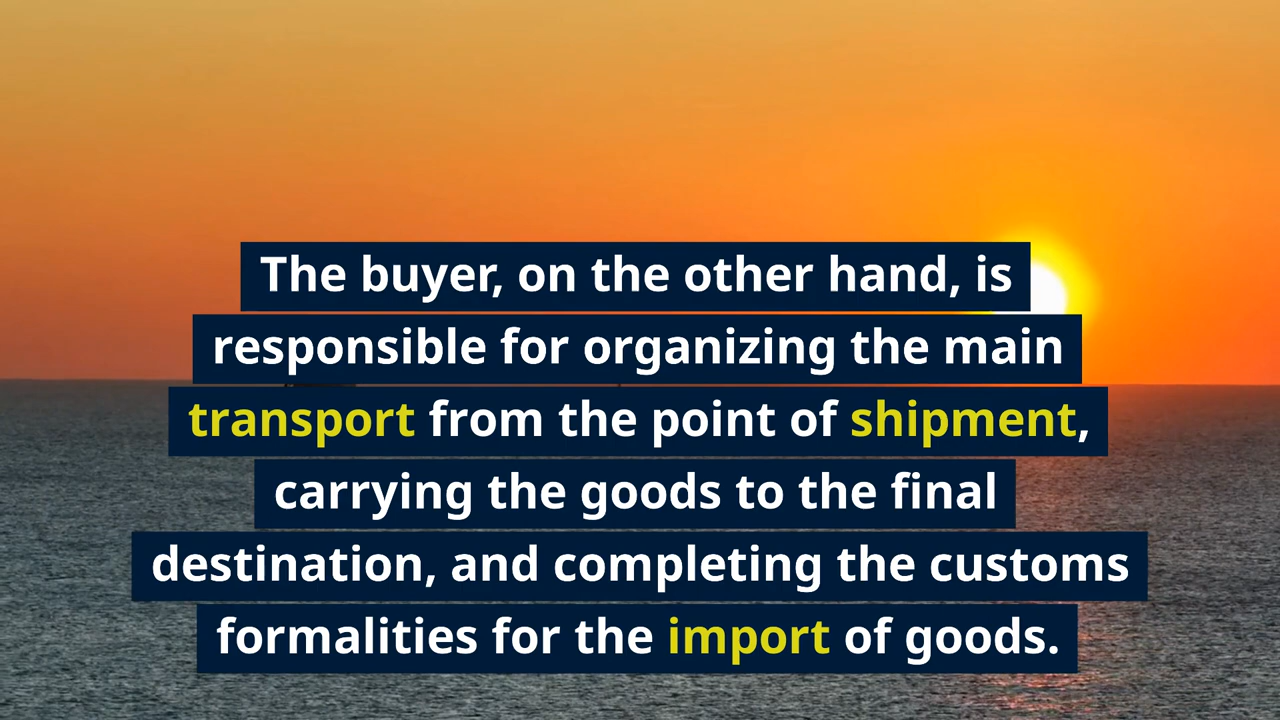 The buyer, on the other hand, is
responsible for organizing the main
transport from the point of shipment,
carrying the goods to the final
destination, and completing the customs
formalities for the import of goods.